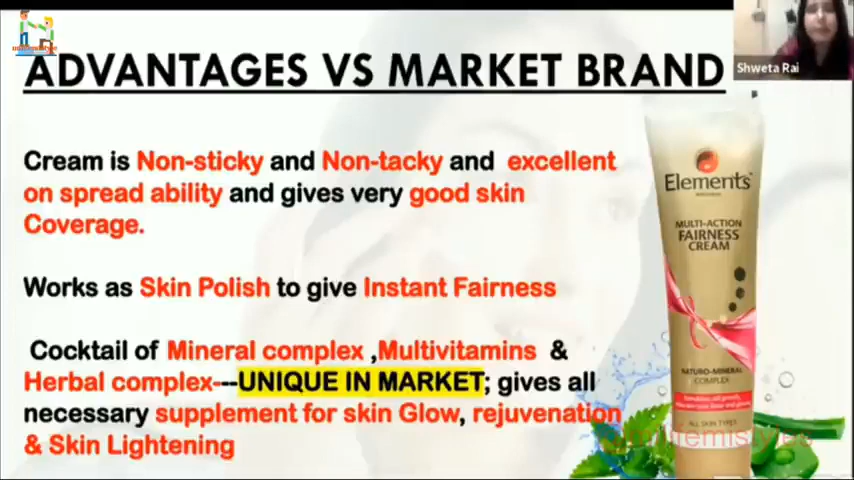 ADVANTAGES VS MARKET BRAND
Shweta Rai
Cream is Non-sticky and Non-tacky and excellent
on spread ability and gives very good skin
Coverage.
Works as Skin Polish to give Instant Fairness
Cocktail of Mineral complex ,Multivitamins &
Herbal complex---UNIQUE IN MARKET; gives all
necessary supplement for skin Glow, rejuvenation
& Skin Lightening
Elements
MULTI-ACTION
FAIRNESS
CREAM
NATURO-MINERAL
COMPLEX
ALL SKIN TYPES